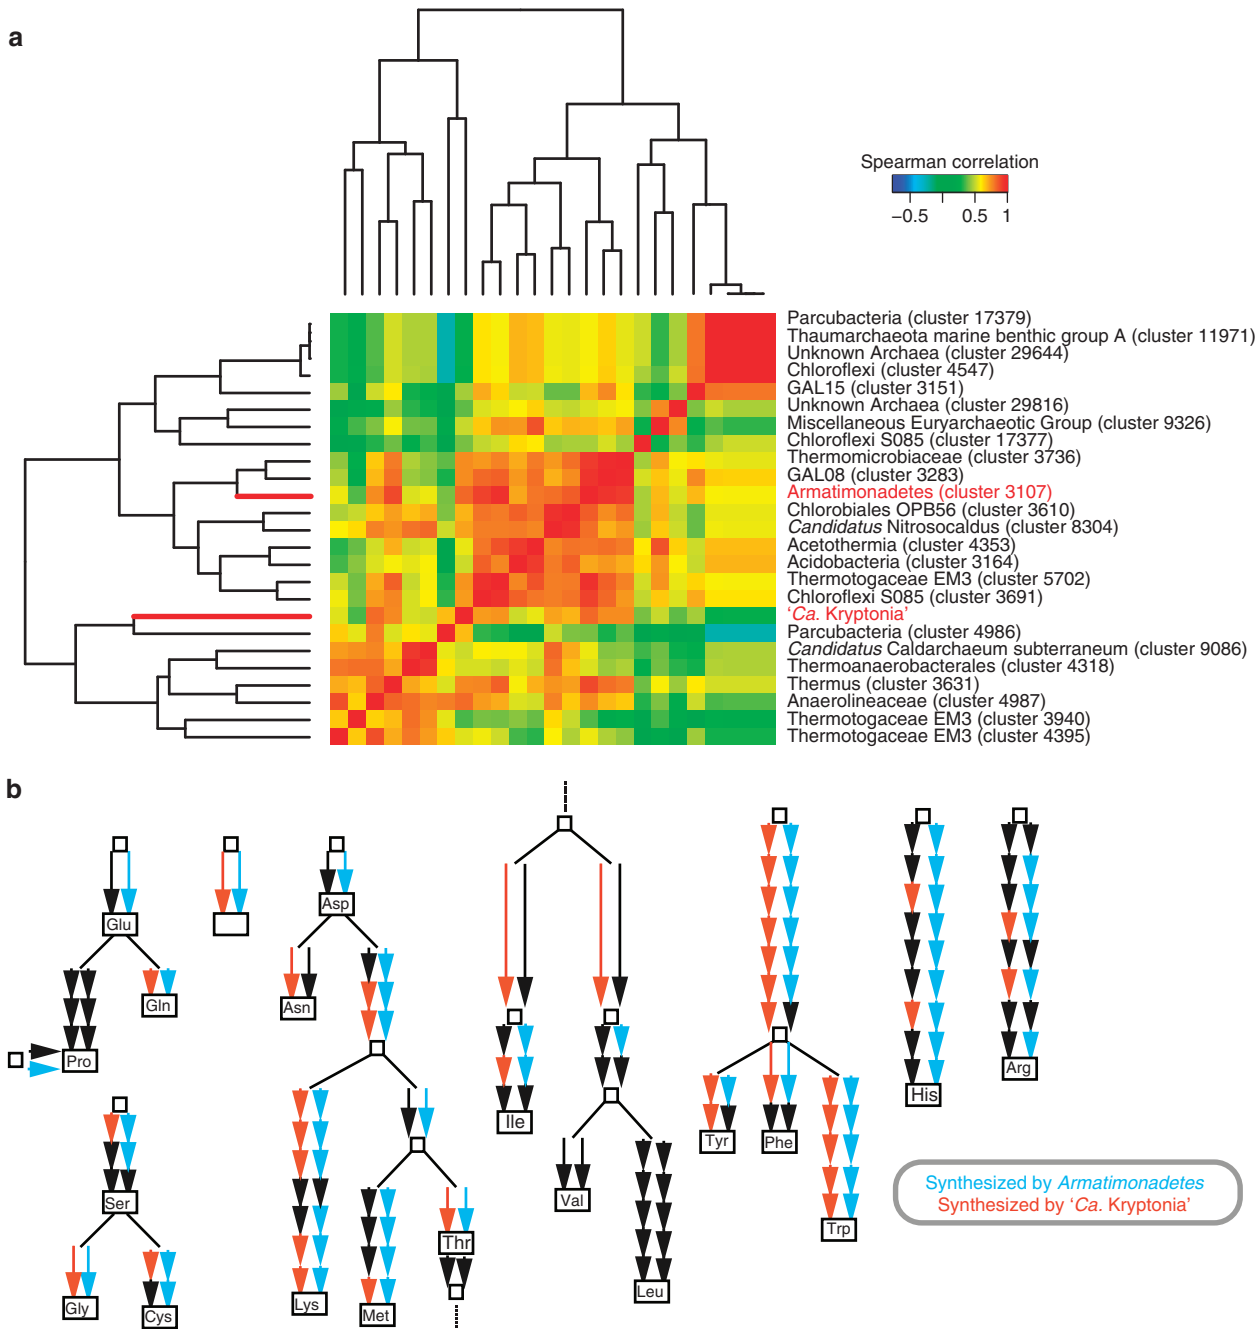 a
Spearman correlation
−0.5 0.5 1
Parcubacteria (cluster 17379)
Thaumarchaeota marine benthic group A (cluster 11971)
Unknown Archaea (cluster 29644)
Chloroflexi (cluster 4547)
GAL15 (cluster 3151)
Unknown Archaea (cluster 29816)
Miscellaneous Euryarchaeotic Group (cluster 9326)
Chloroflexi S085 (cluster 17377)
Thermomicrobiaceae (cluster 3736)
GAL08 (cluster 3283)
Armatimonadetes (cluster 3107)
Chlorobiales OPB56 (cluster 3610)
Candidatus Nitrosocaldus (cluster 8304)
Acetothermia (cluster 4353)
Acidobacteria (cluster 3164)
Thermotogaceae EM3 (cluster 5702)
Chloroflexi S085 (cluster 3691)
‘Ca. Kryptonia’
Parcubacteria (cluster 4986)
Candidatus Caldarchaeum subterraneum (cluster 9086)
Thermoanaerobacterales (cluster 4318)
Thermus (cluster 3631)
Anaerolineaceae (cluster 4987)
Thermotogaceae EM3 (cluster 3940)
Thermotogaceae EM3 (cluster 4395)
b
Glu
Gln
Pro
Ser
Gly
Cys
Asp
Asn
Lys
Met
Thr
Ile
Val
Leu
Tyr
Phe
Trp
His
Arg
Synthesized by Armatimonadetes
Synthesized by ‘Ca. Kryptonia’